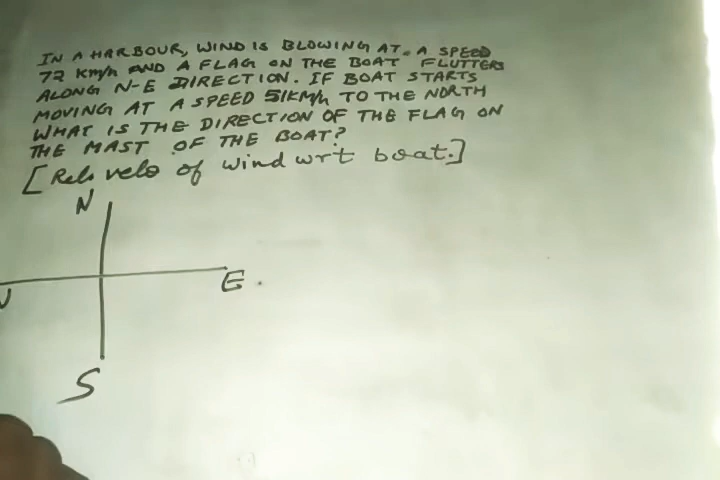 IN A HARBOUR, WIND IS BLOWING AT A SPEED
72 Km/h AND A FLAG ON THE BOAT FLUTTERS
ALONG N-E DIRECTION. IF BOAT STARTS
MOVING AT A SPEED 51KM/h TO THE NORTH
WHAT IS THE DIRECTION OF THE FLAG ON
THE MAST OF THE BOAT?
[Rel. velo of wind wrt boat.]
N
E.
S